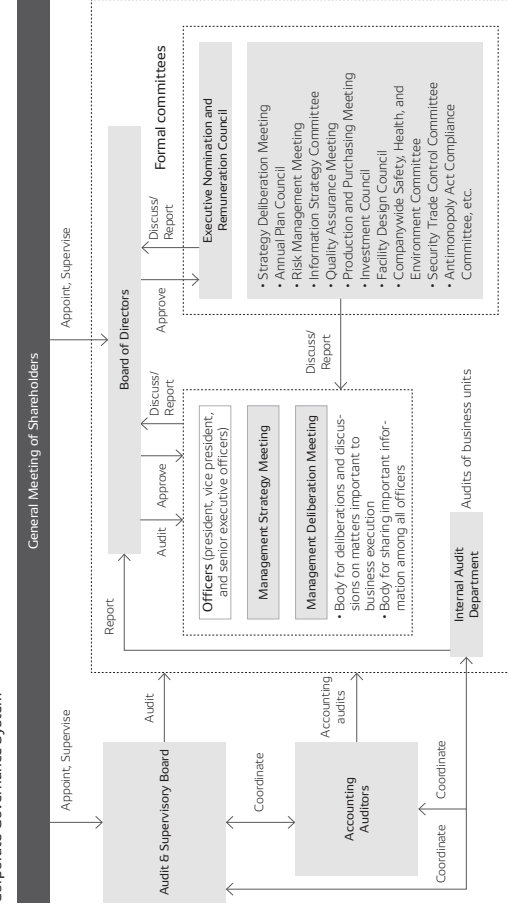 Corporate Governance System
General Meeting of Shareholders
Appoint, Supervise
Appoint, Supervise
Audit & Supervisory Board
Audit
Coordinate
Accounting
Auditors
Accounting
audits
Coordinate
Coordinate
Report
Board of Directors
Audit
Approve
Discuss/
Report
Approve
Discuss/
Report
Officers (president, vice president,
and senior executive officers)
Management Strategy Meeting
Management Deliberation Meeting
• Body for deliberations and discus-
sions on matters important to
business execution
• Body for sharing important infor-
mation among all officers
Discuss/
Report
Formal committees
Executive Nomination and
Remuneration Council
• Strategy Deliberation Meeting
• Annual Plan Council
• Risk Management Meeting
• Information Strategy Committee
• Quality Assurance Meeting
• Production and Purchasing Meeting
• Investment Council
• Facility Design Council
• Companywide Safety, Health, and
Environment Committee
• Security Trade Control Committee
• Antimonopoly Act Compliance
Committee, etc.
Internal Audit
Department
Audits of business units